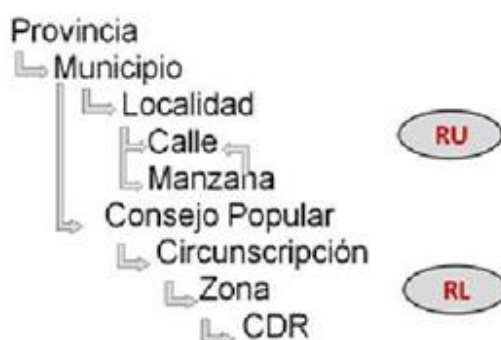 Provincia
Municipio
Localidad
Calle
RU
Manzana
Consejo Popular
Circunscripción
Zona
RL
CDR